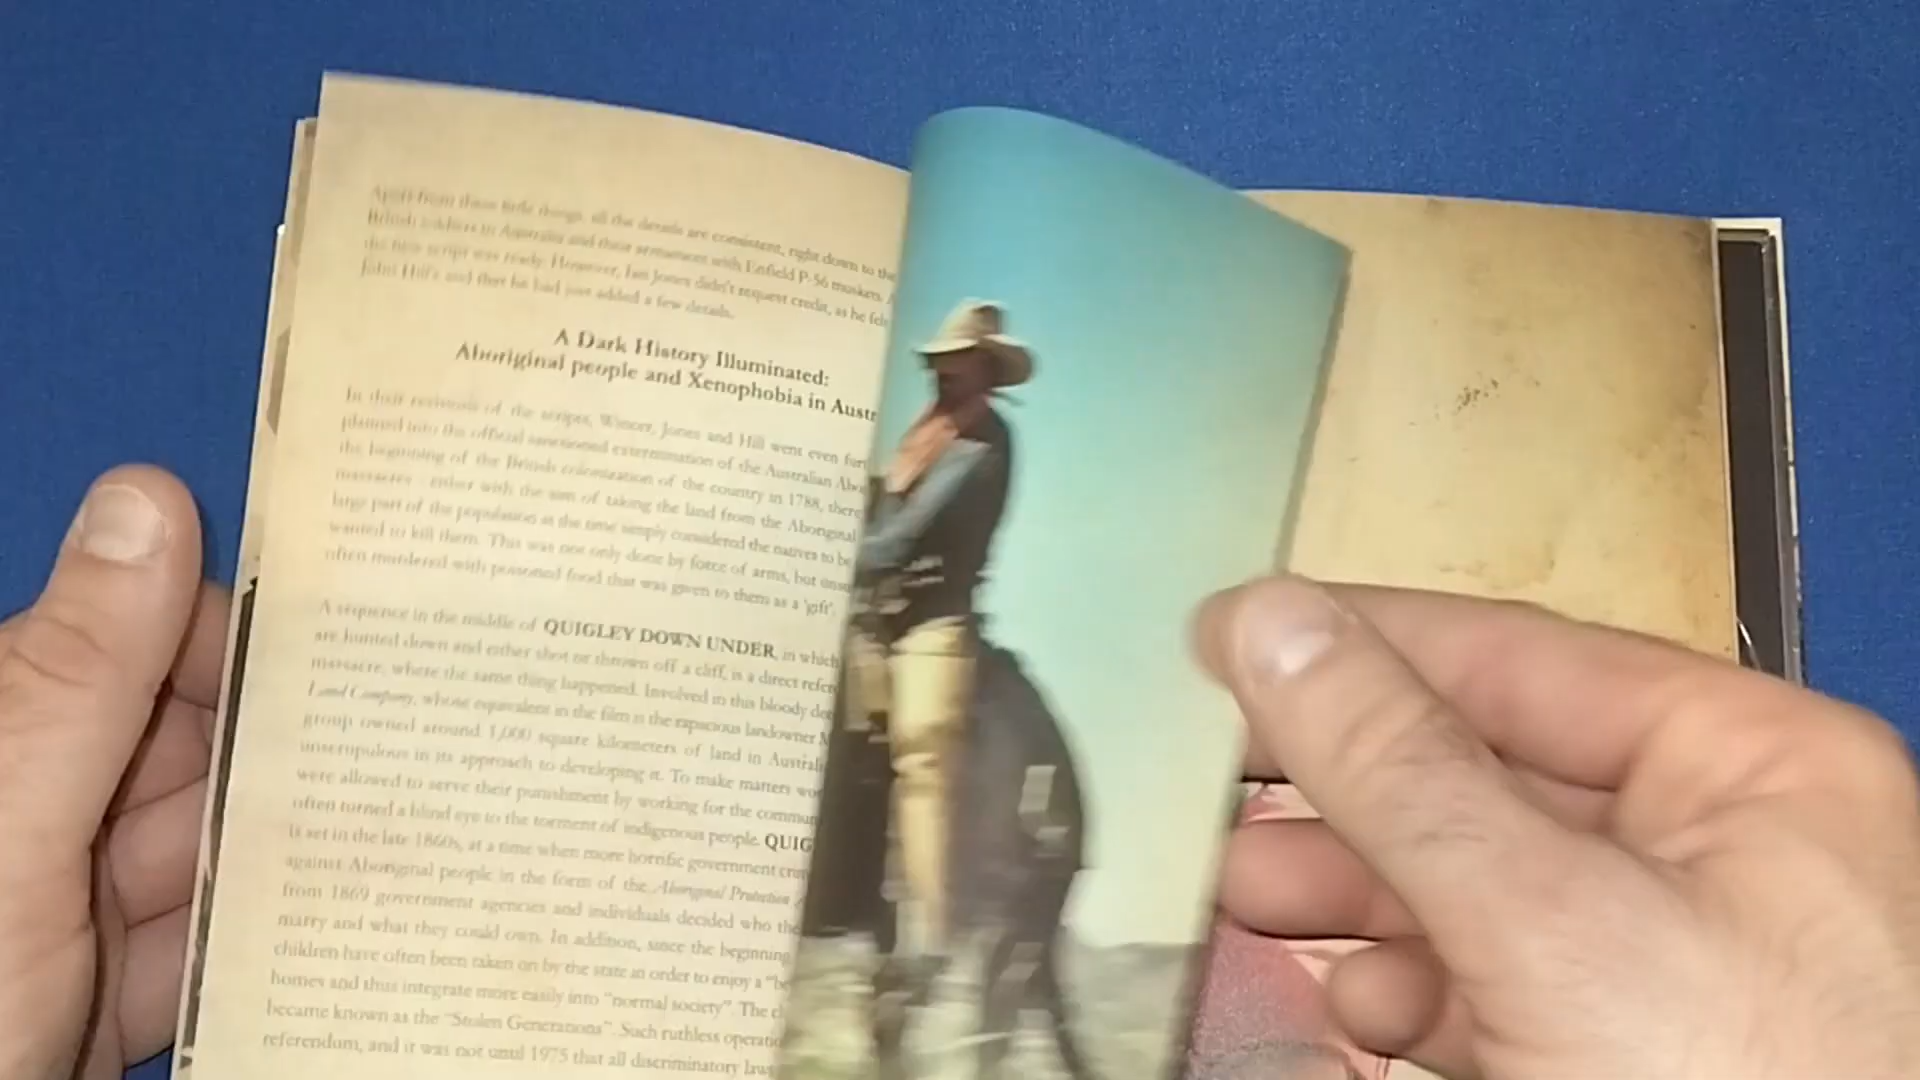 Apart from these little things, all the details are consistent, right down to the
British soldiers in Australia and their armaments with Enfield P-56 muskets. A
the new script was ready. However, Ian Jones didn't request credit, as he felt
John Hill's and that he had just added a few details.
A Dark History Illuminated:
Aboriginal people and Xenophobia in Austr
In their revisions of the scripts, Wincer, Jones and Hill went even furt
planned into the official sanctioned extermination of the Australian Abo
the beginning of the British colonization of the country in 1788, there
massacres - either with the aim of taking the land from the Aboriginal
large part of the population at the time simply considered the natives to be
wanted to kill them. This was not only done by force of arms, but
often murdered with poisoned food that was given to them as a 'gift'.
A sequence in the middle of QUIGLEY DOWN UNDER, in which
are hunted down and either shot or thrown off a cliff, is a direct refere
massacre, where the same thing happened. Involved in this bloody dee
Land Company, whose equivalent in the film is the rapacious landowner M
group owned around 1,000 square kilometers of land in Australi
unscrupulous in its approach to developing it. To make matters wor
were allowed to serve their punishment by working for the commun
often turned a blind eye to the torment of indigenous people. QUIG
is set in the late 1860s, at a time when more horrific government crim
against Aboriginal people in the form of the Aboriginal Protection A
from 1869 government agencies and individuals decided who the
marry and what they could own. In addition, since the beginning
children have often been taken on by the state in order to enjoy a "be
homes and thus integrate more easily into "normal society". The cl
became known as the "Stolen Generations". Such ruthless operatio
referendum, and it was not until 1975 that all discriminatory laws